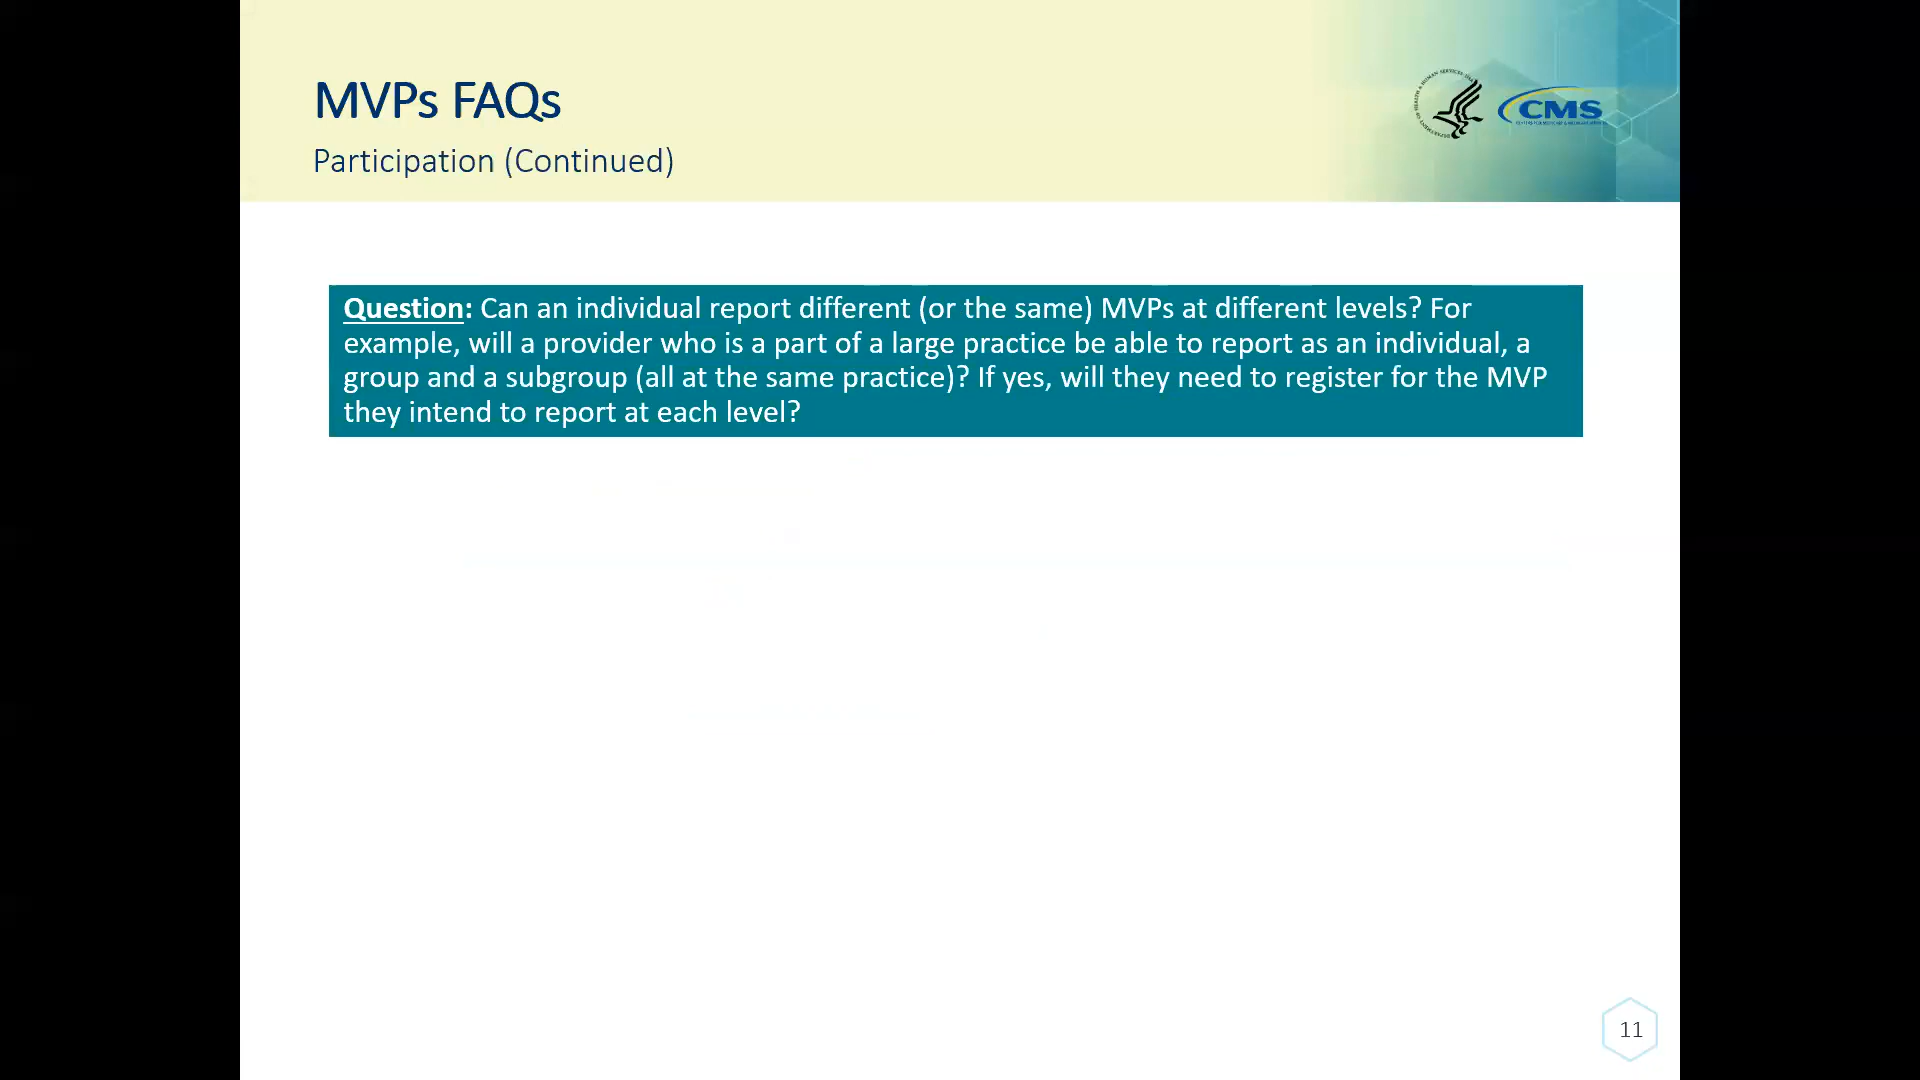 MVPs FAQs
Participation (Continued)
CMS
Question: Can an individual report different (or the same) MVPs at different levels? For
example, will a provider who is a part of a large practice be able to report as an individual, a
group and a subgroup (all at the same practice)? If yes, will they need to register for the MVP
they intend to report at each level?
11